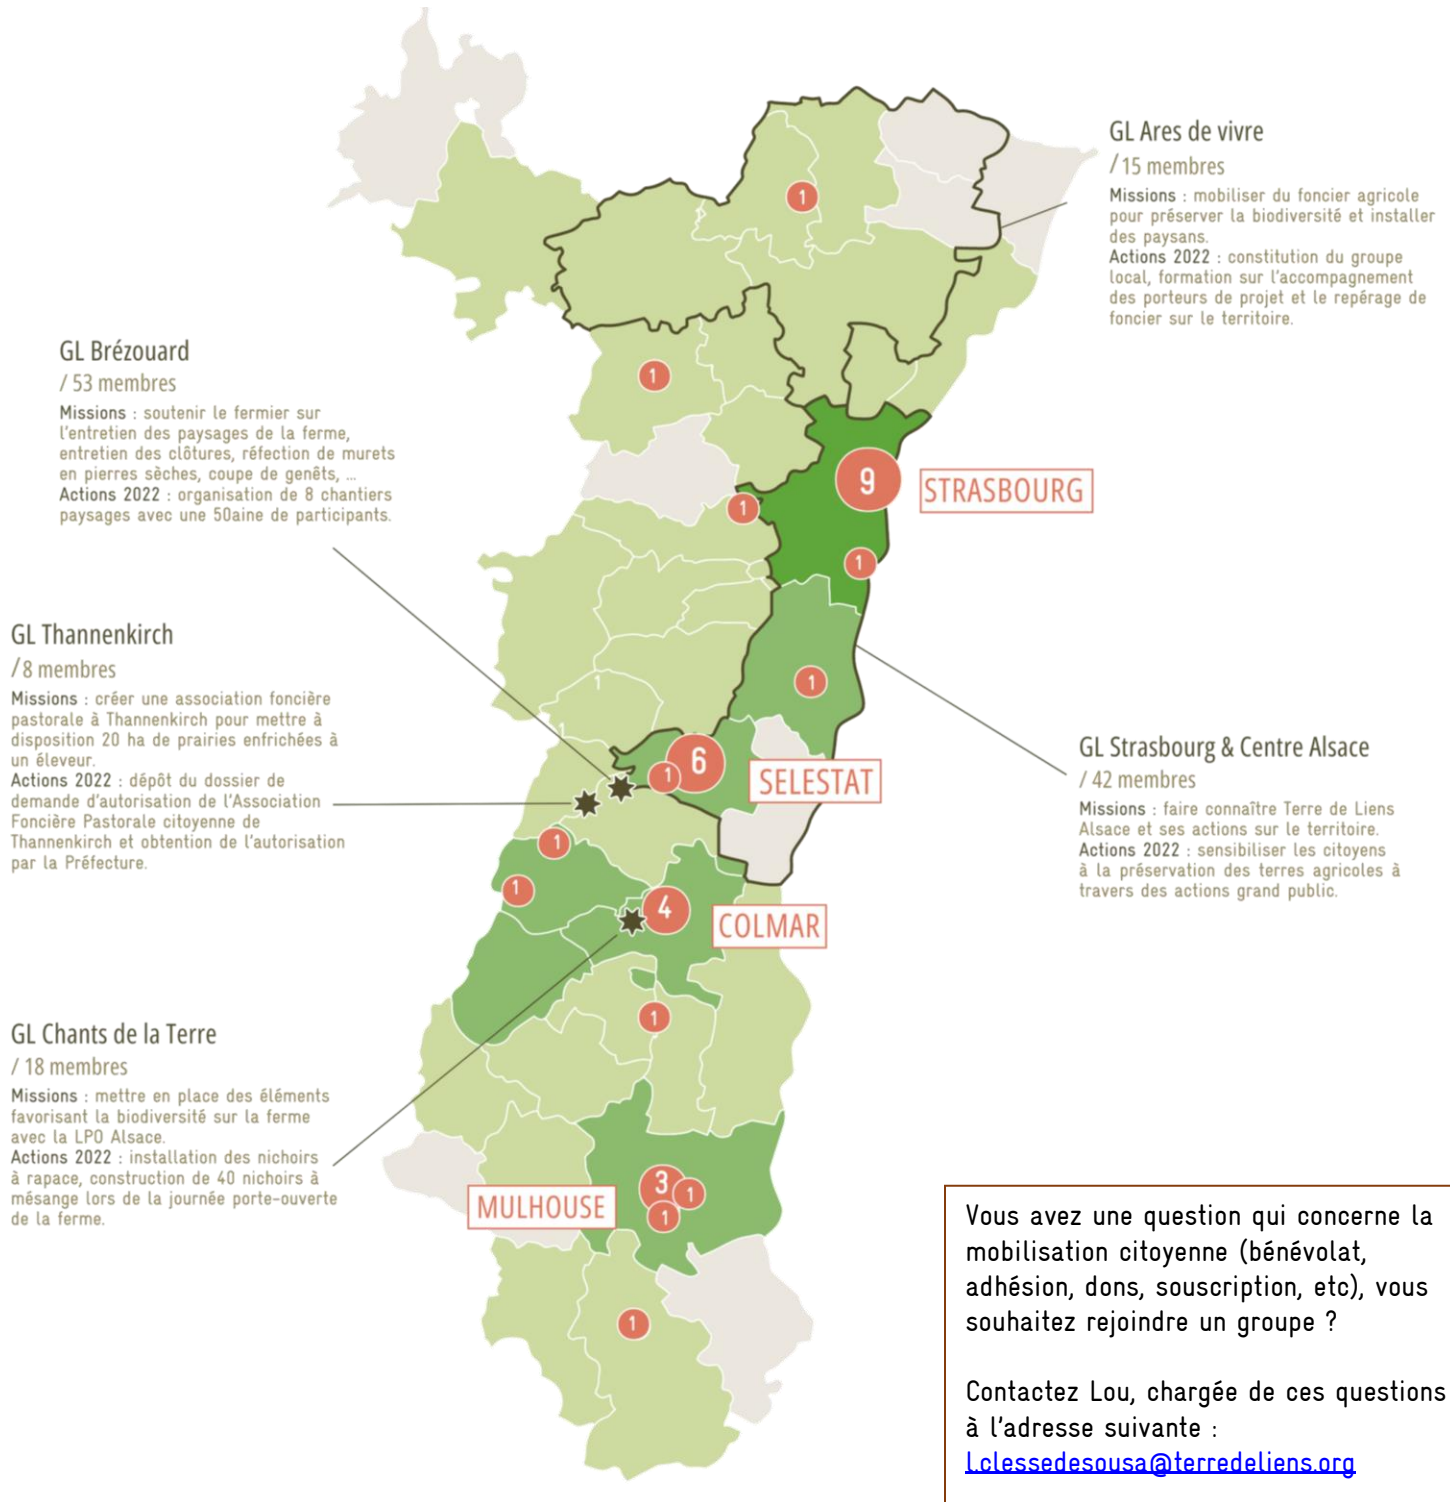 GL Ares de vivre
/ 15 membres
Missions : mobiliser du foncier agricole
pour préserver la biodiversité et installer
des paysans.
Actions 2022 : constitution du groupe
local, formation sur l'accompagnement
des porteurs de projet et le repérage de
foncier sur le territoire.
1
GL Brézouard
/ 53 membres
Missions : soutenir le fermier sur
l'entretien des paysages de la ferme,
entretien des clôtures, réfection de murets
en pierres sèches, coupe de genêts, ...
Actions 2022 : organisation de 8 chantiers
paysages avec une 50aine de participants.
1
9
STRASBOURG
1
1
GL Thannenkirch
/ 8 membres
Missions : créer une association foncière
pastorale à Thannenkirch pour mettre à
disposition 20 ha de prairies enfrichées à
un éleveur.
Actions 2022 : dépôt du dossier de
demande d'autorisation de l'Association
Foncière Pastorale citoyenne de
Thannenkirch et obtention de l'autorisation
par la Préfecture.
1
1
1
6
1
SELESTAT
GL Strasbourg & Centre Alsace
/ 42 membres
Missions : faire connaître Terre de Liens
Alsace et ses actions sur le territoire.
Actions 2022 : sensibiliser les citoyens
à la préservation des terres agricoles à
travers des actions grand public.
1
1
4
COLMAR
GL Chants de la Terre
/ 18 membres
Missions : mettre en place des éléments
favorisant la biodiversité sur la ferme
avec la LPO Alsace.
Actions 2022 : installation des nichoirs
à rapace, construction de 40 nichoirs à
mésange lors de la journée porte-ouverte
de la ferme.
1
3
1
1
MULHOUSE
1
Vous avez une question qui concerne la
mobilisation citoyenne (bénévolat,
adhésion, dons, souscription, etc), vous
souhaitez rejoindre un groupe ?
Contactez Lou, chargée de ces questions
à l'adresse suivante :
l.clessedesousa@terredeliens.org